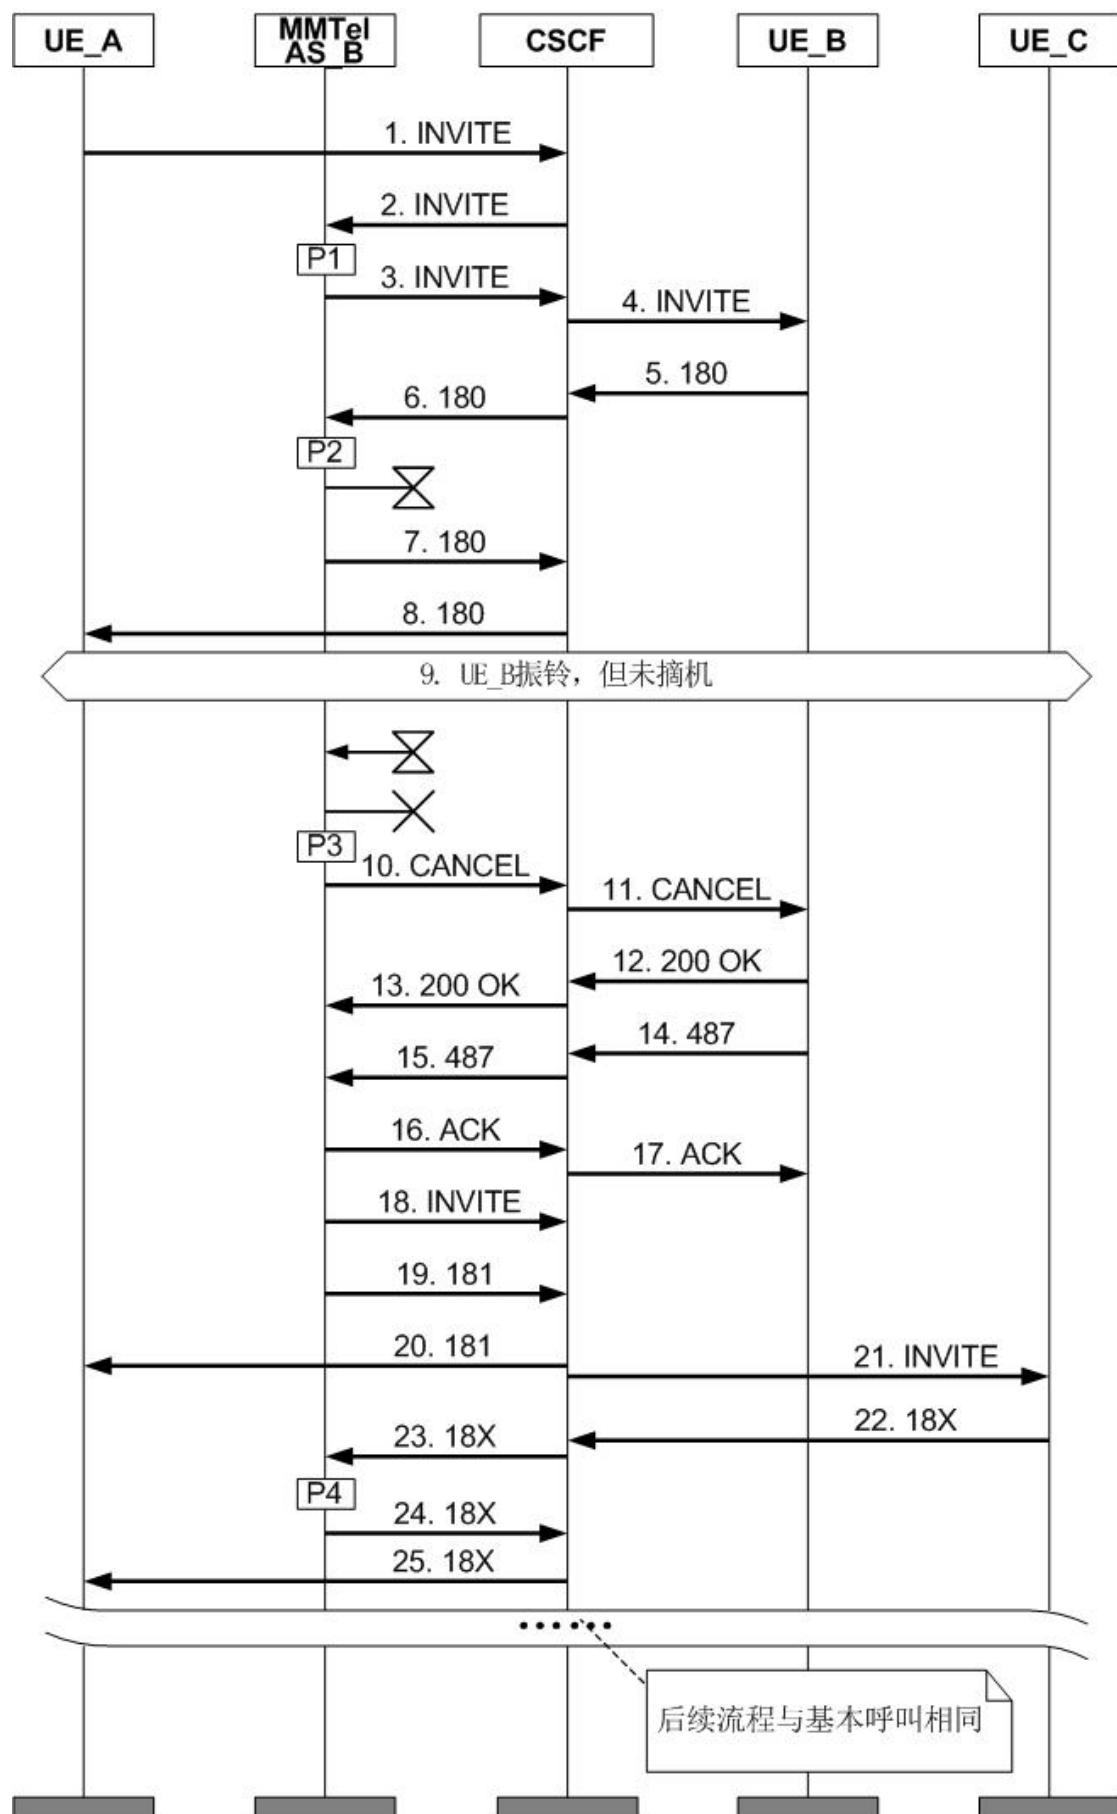 UE_A
MMTel
AS_B
CSCF
UE_B
UE_C
1. INVITE
2. INVITE
P1
3. INVITE
4. INVITE
5. 180
6. 180
P2
7. 180
8. 180
9. UE_B振铃，但未摘机
P3
10. CANCEL
11. CANCEL
12. 200 OK
13. 200 OK
14. 487
15. 487
16. ACK
17. ACK
18. INVITE
19. 181
20. 181
21. INVITE
22. 18X
23. 18X
P4
24. 18X
25. 18X
······
后续流程与基本呼叫相同